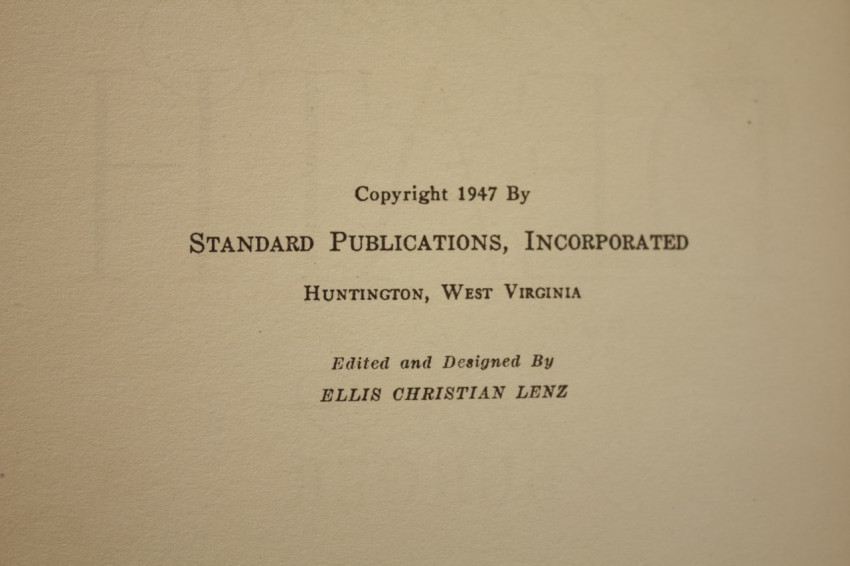 Copyright 1947 By
STANDARD PUBLICATIONS, INCORPORATED
HUNTINGTON, WEST VIRGINIA
Edited and Designed By
ELLIS CHRISTIAN LENZ